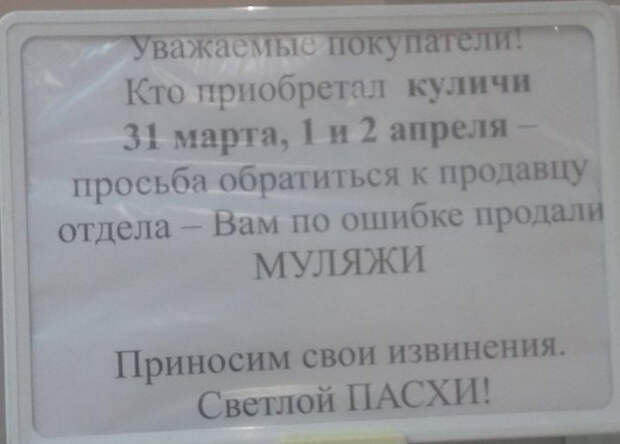 Уважаемые покупатели!
Кто приобретал куличи
31 марта, 1 и 2 апреля –
просьба обратиться к продавцу
отдела – Вам по ошибке продали
МУЛЯЖИ
Приносим свои извинения.
Светлой ПАСХИ!